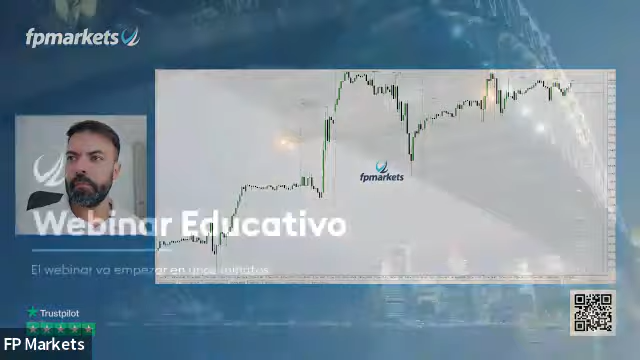 fpmarkets
fpmarkets
Webinar Educativo
El webinar va empezar en unos minutos
Trustpilot
FP Markets